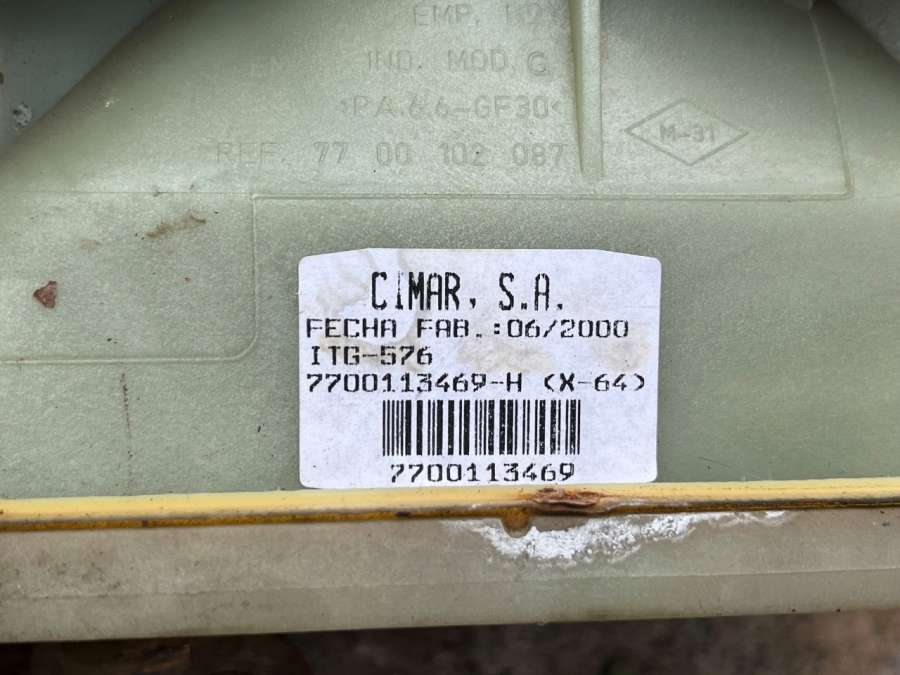 IND. MOD. G
>P.A.6.6-GF30<
M-31
REF. 77 00 102 087
CIMAR, S.A.
FECHA FAB.:06/2000
ITG-576
7700113469-H (X-64)
7700113469